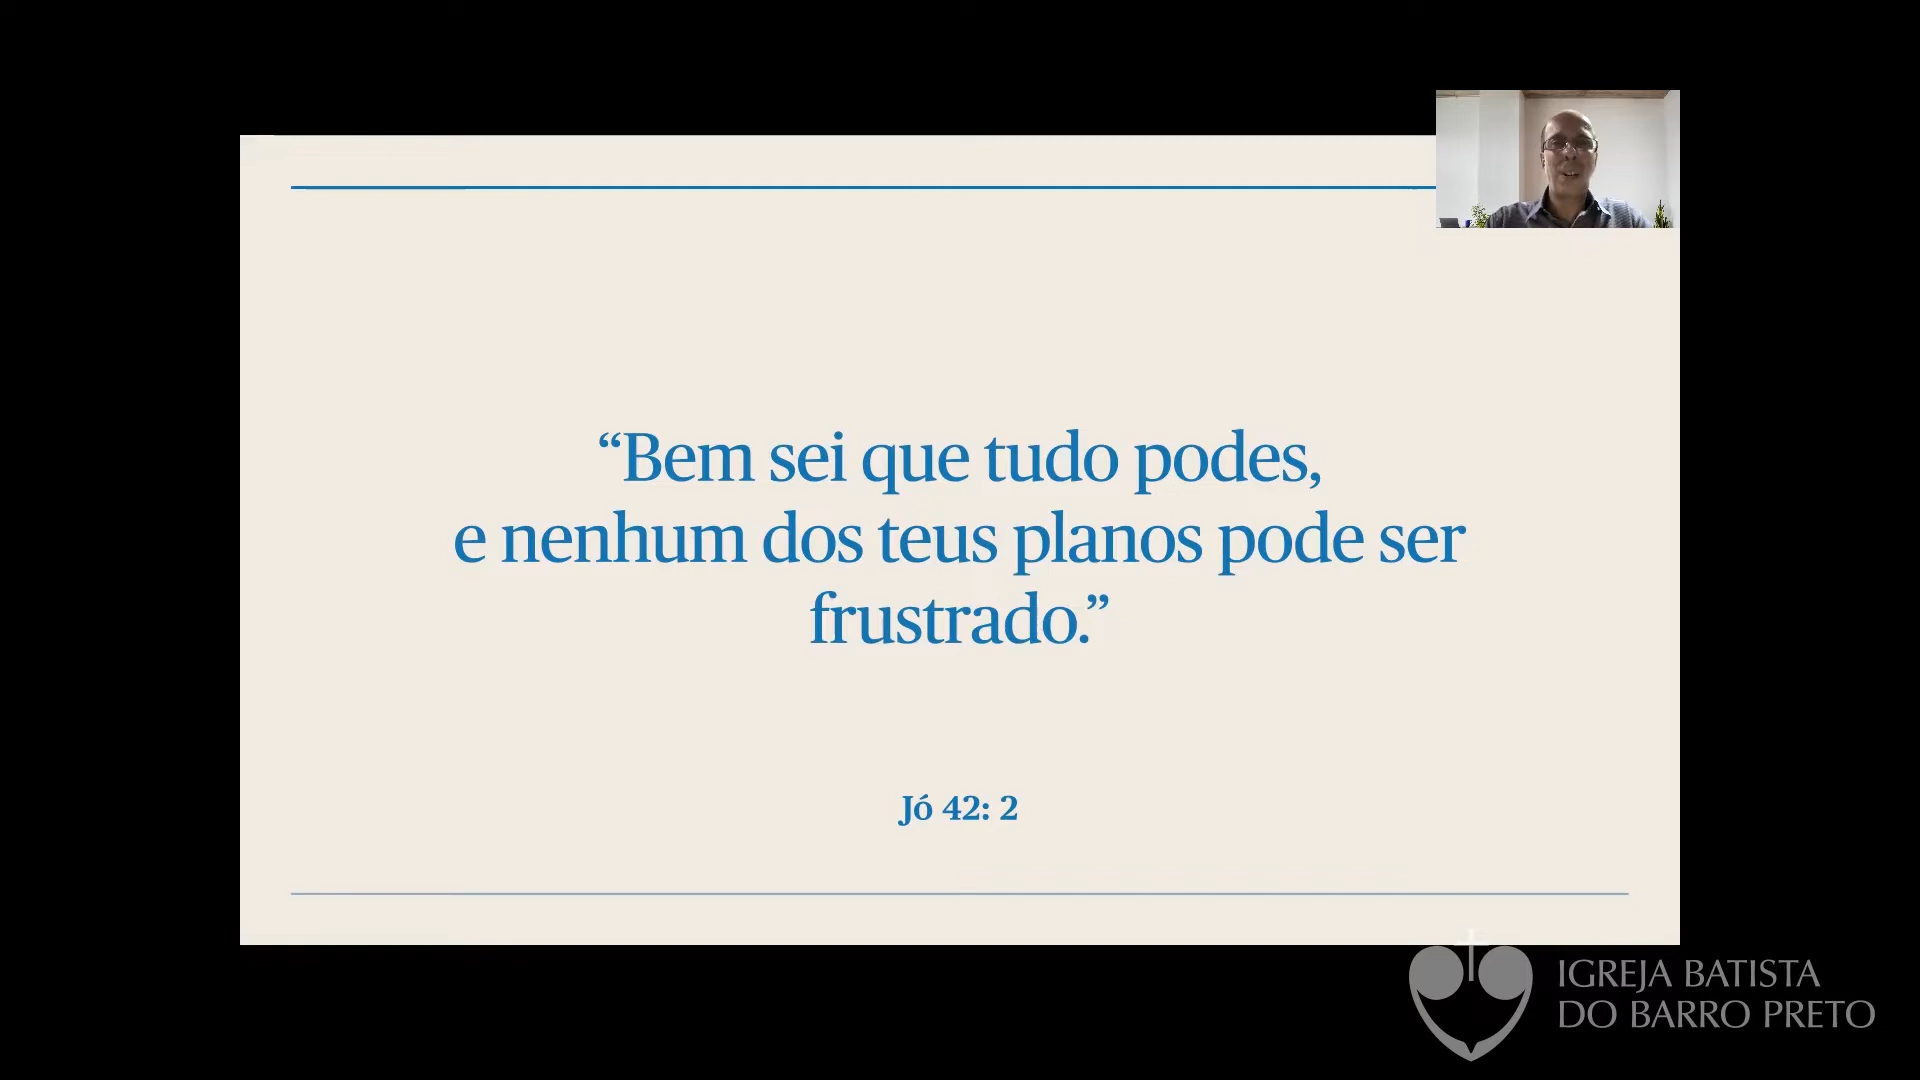 “Bem sei que tudo podes,
e nenhum dos teus planos pode ser
frustrado.”
Jó 42: 2
IGREJA BATISTA
DO BARRO PRETO